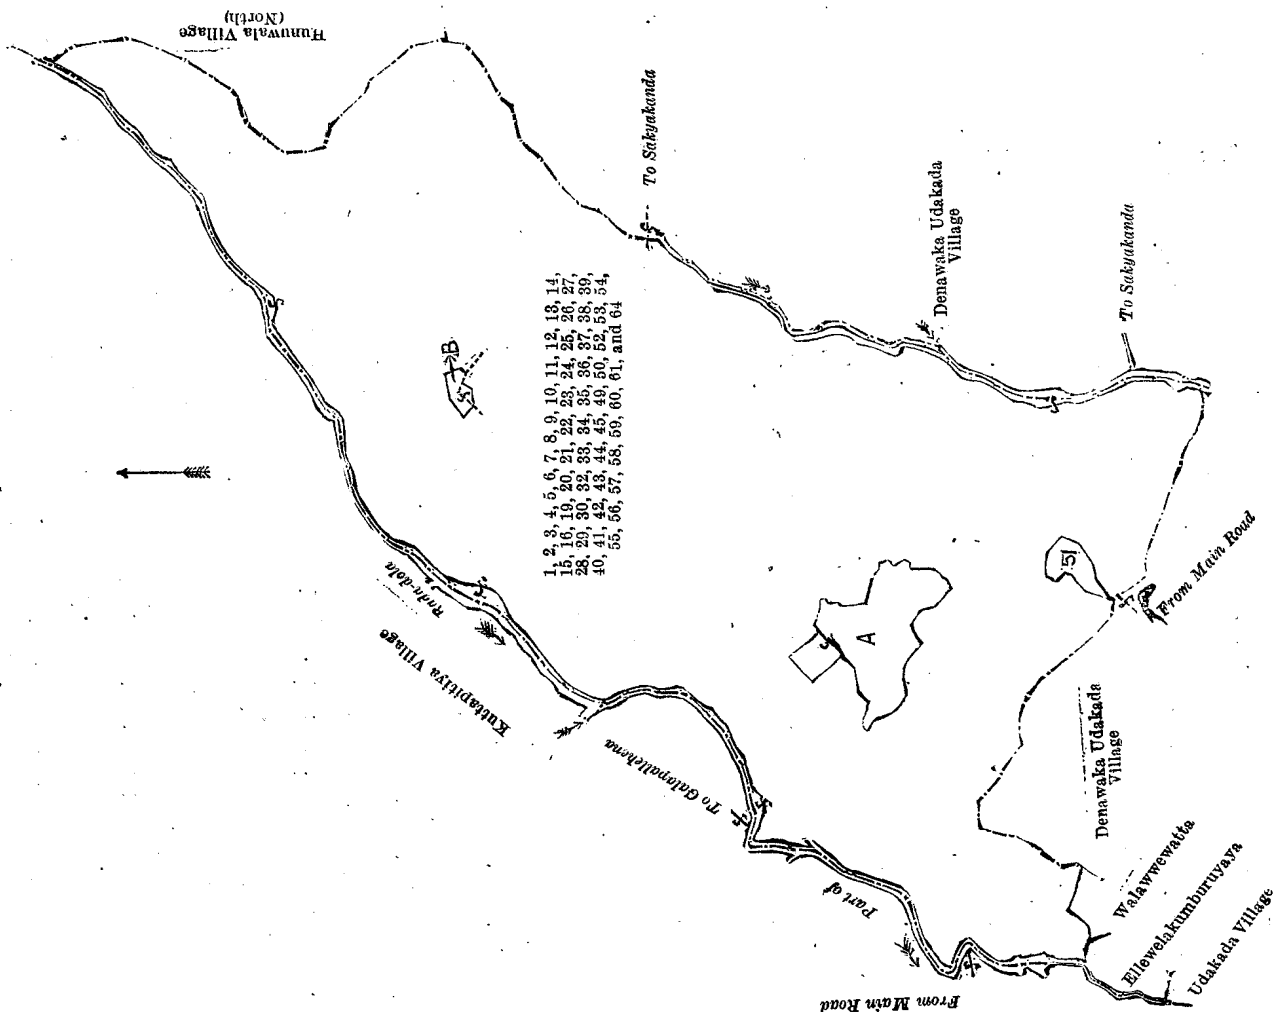 Hunuwala Village
(North)
To Sakyakanda
Denawaka Udakada
Village
To Sakyakanda
B
1, 2, 3, 4, 5, 6, 7, 8, 9, 10, 11, 12, 13, 14,
15, 16, 19, 20, 21, 22, 23, 24, 25, 26, 27,
28, 29, 30, 32, 33, 34, 35, 36, 37, 38, 39,
40, 41, 42, 43, 44, 45, 49, 50, 52, 53, 54,
55, 56, 57, 58, 59, 60, 61, and 64
-dola
Kuttapitiya Village
To Galapallehena
A
51
From Main Road
Part of
Denawaka Udakada
Village
Walawwewatta
Ellewelakumburuyaya
Udakada Village
From Main Road